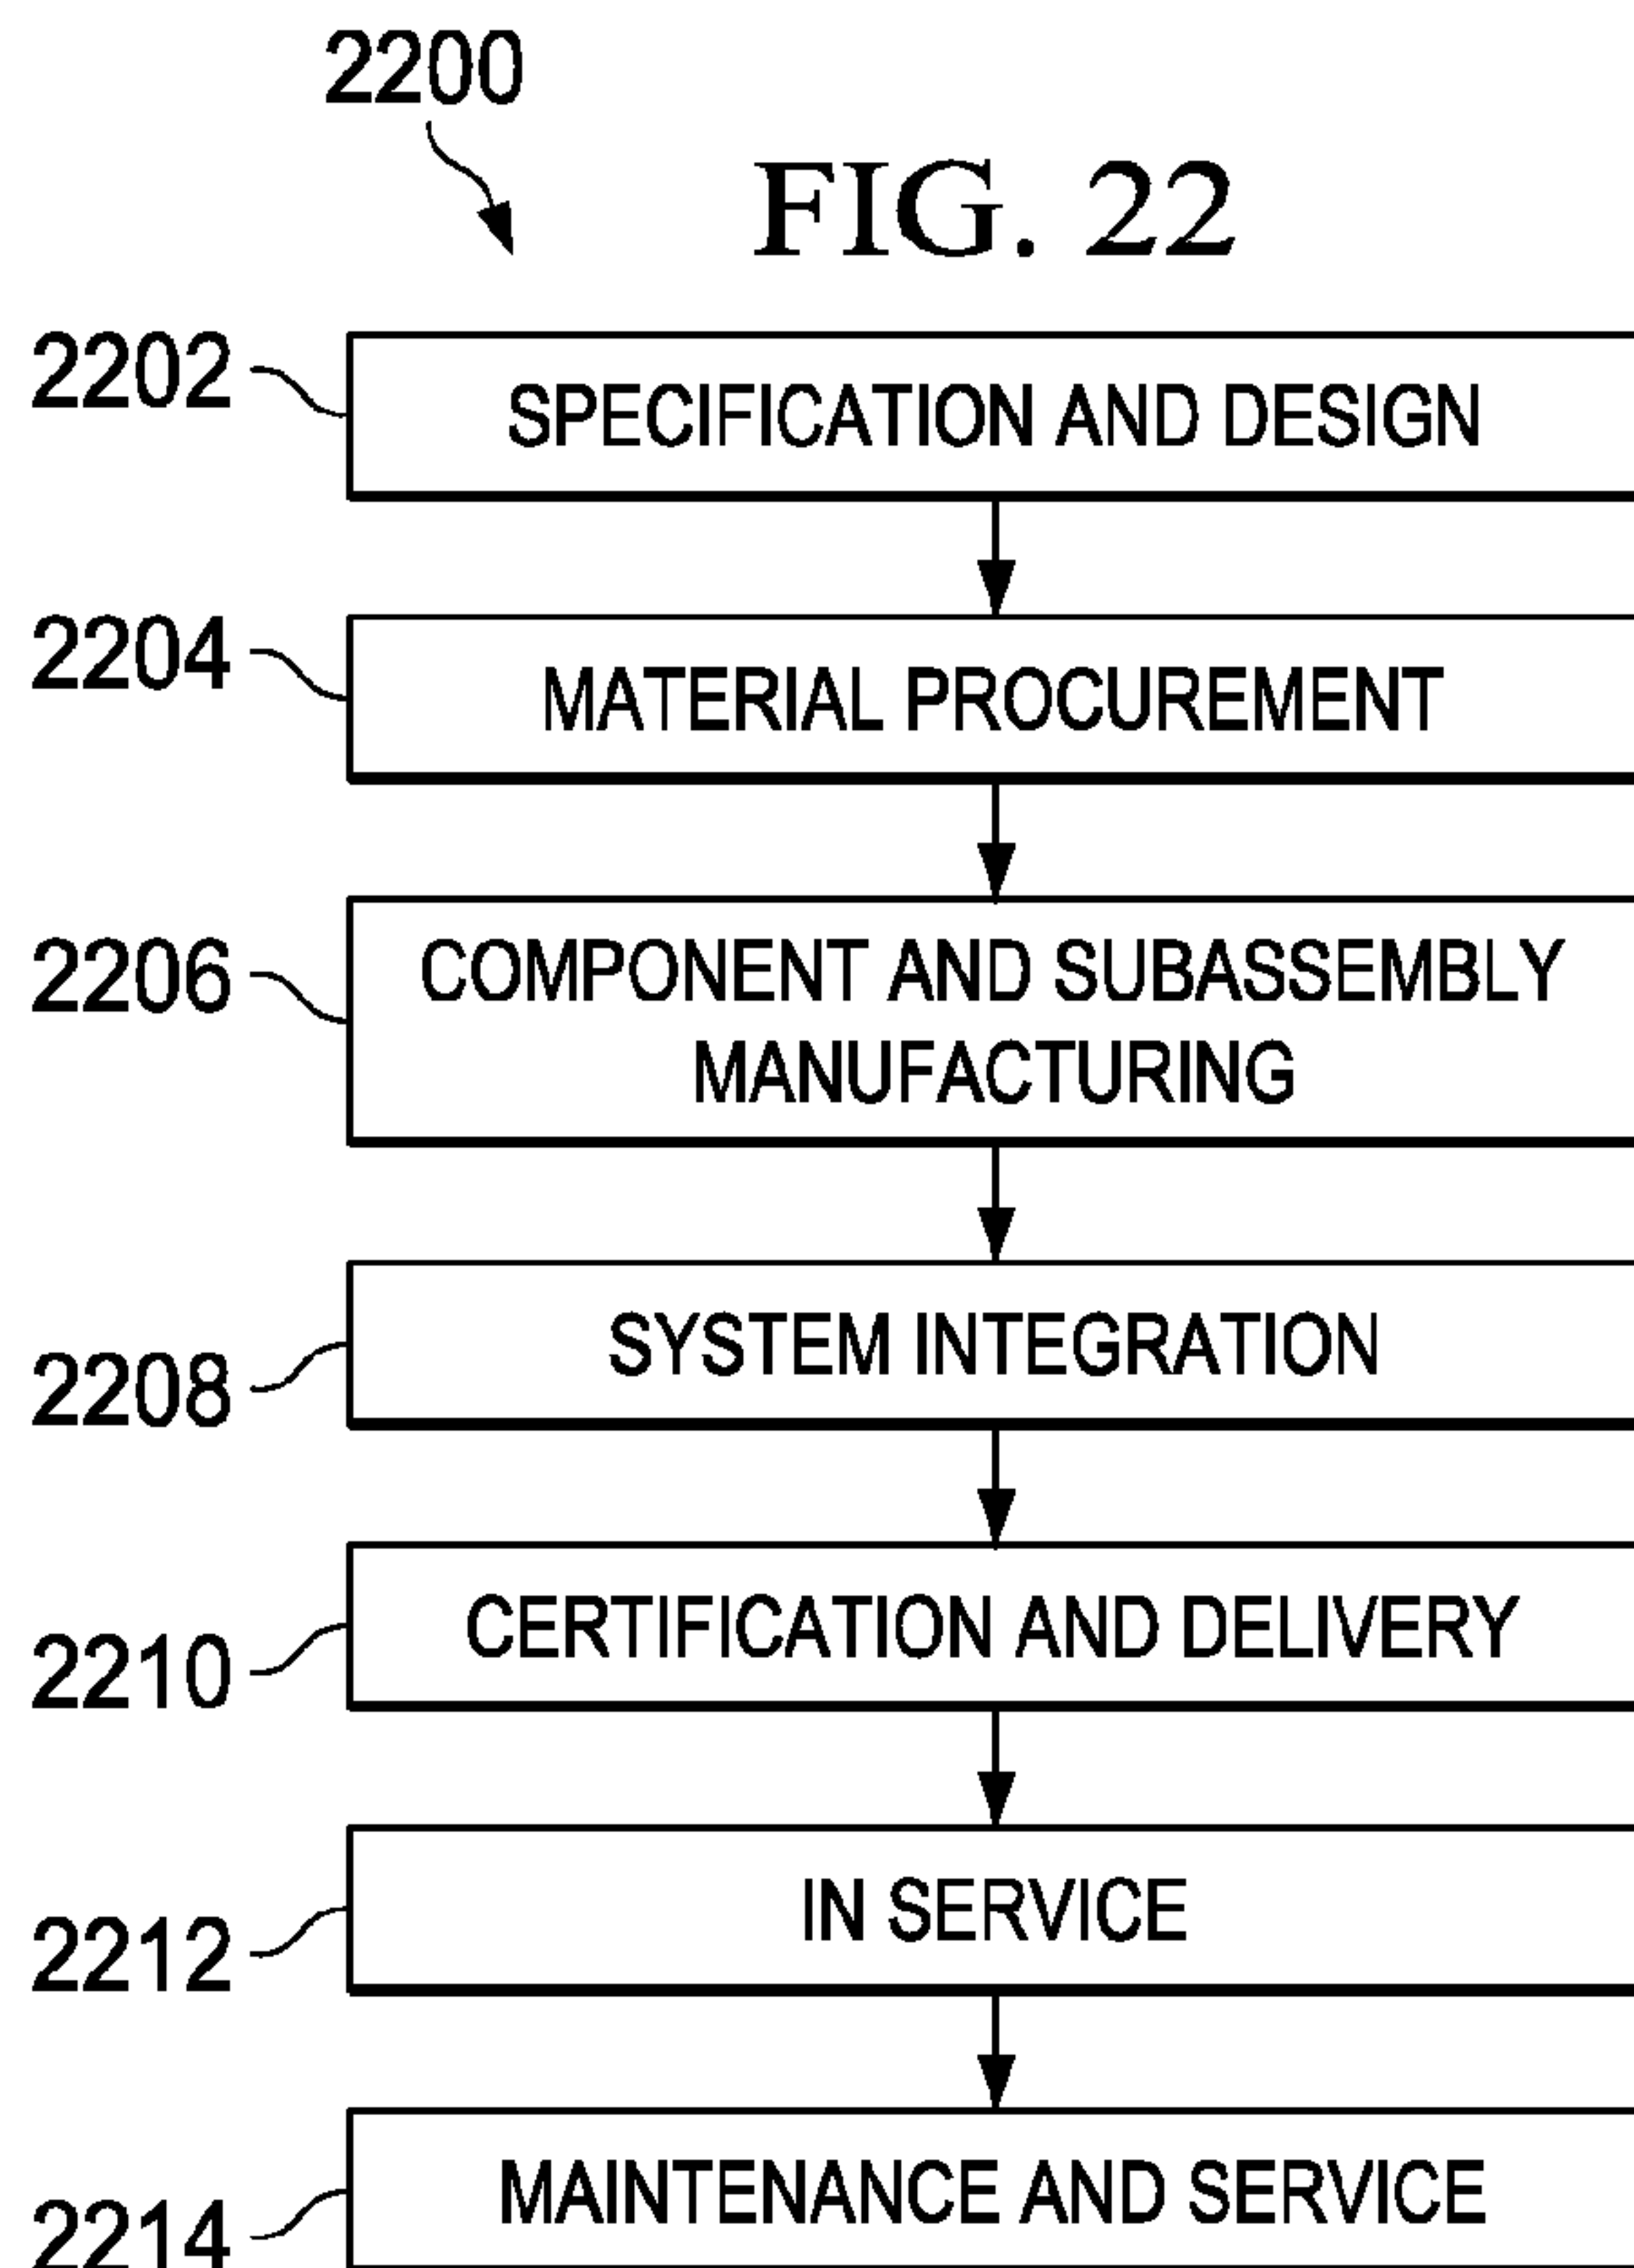 2200
FIG. 22
2202
SPECIFICATION AND DESIGN
2204
MATERIAL PROCUREMENT
2206
COMPONENT AND SUBASSEMBLY
MANUFACTURING
2208
SYSTEM INTEGRATION
2210
CERTIFICATION AND DELIVERY
2212
IN SERVICE
2214
MAINTENANCE AND SERVICE